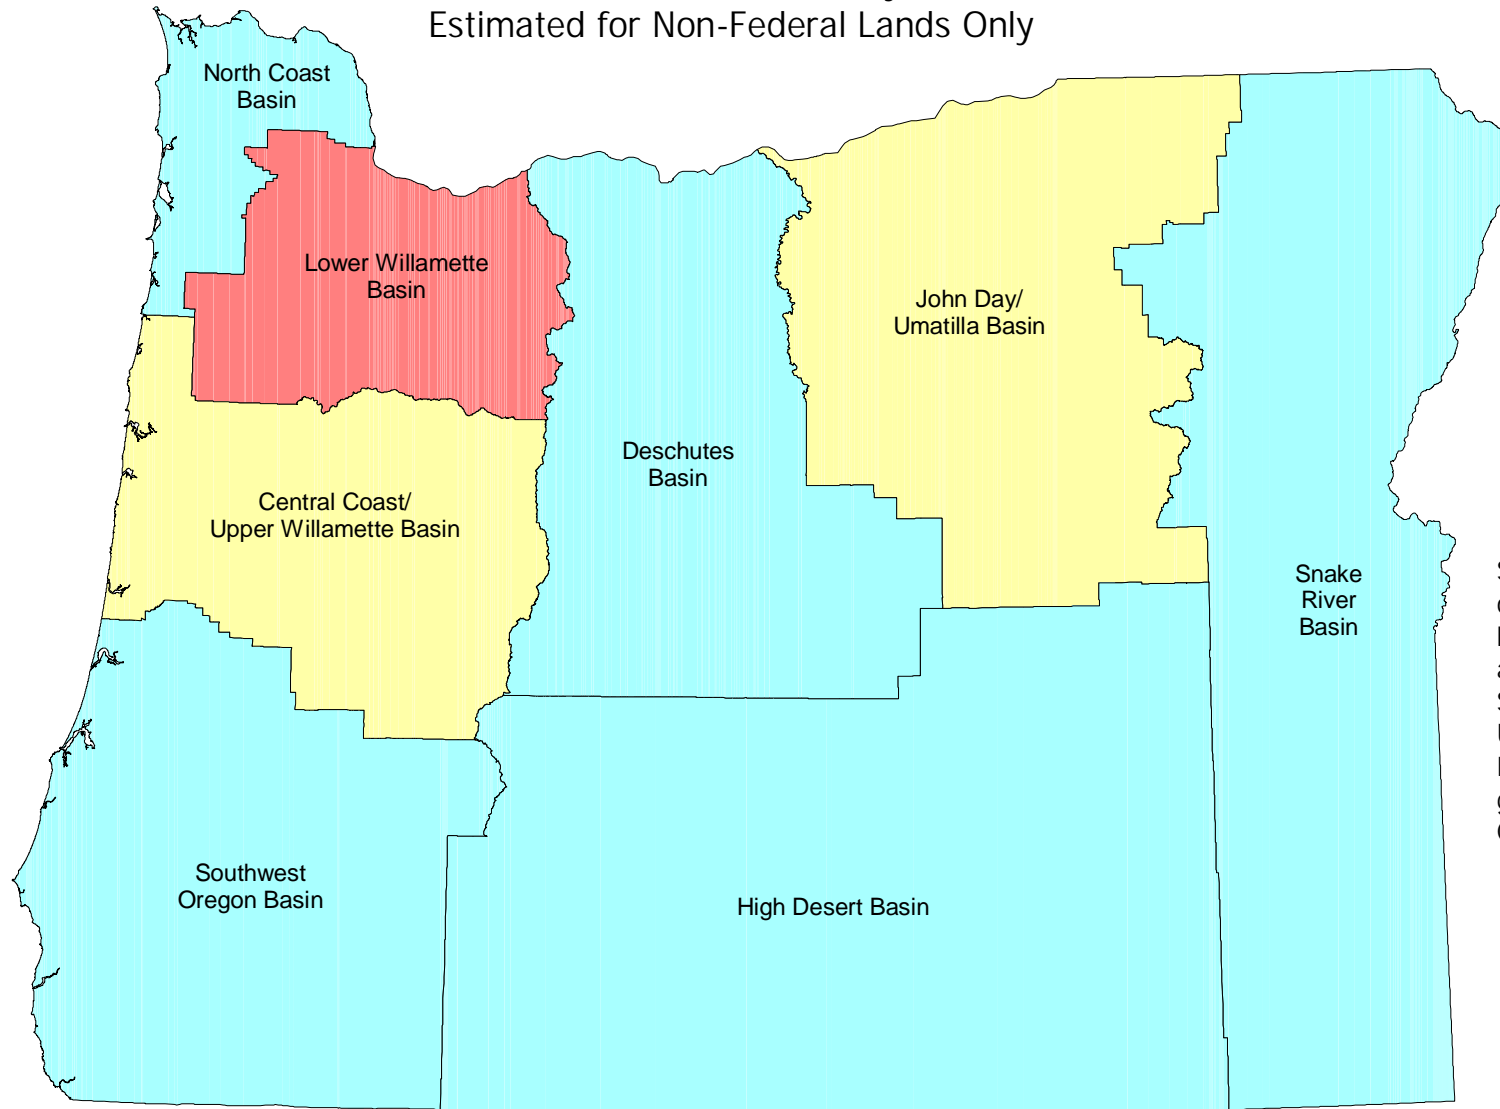 Estimated for Non-Federal Lands Only
North Coast
Basin
Lower Willamette
Basin
John Day/
Umatilla Basin
Deschutes
Basin
Central Coast/
Upper Willamette Basin
Snake
River
Basin
Southwest
Oregon Basin
High Desert Basin